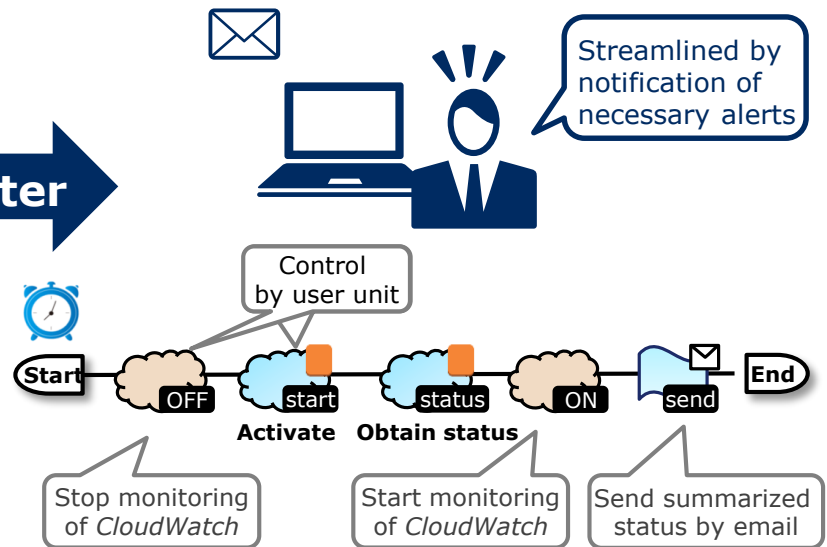 Streamlined by
notification of
necessary alerts
ter
Control
by user unit
Start
OFF
start
status
ON
send
End
Activate
Obtain status
Stop monitoring
of CloudWatch
Start monitoring
of CloudWatch
Send summarized
status by email